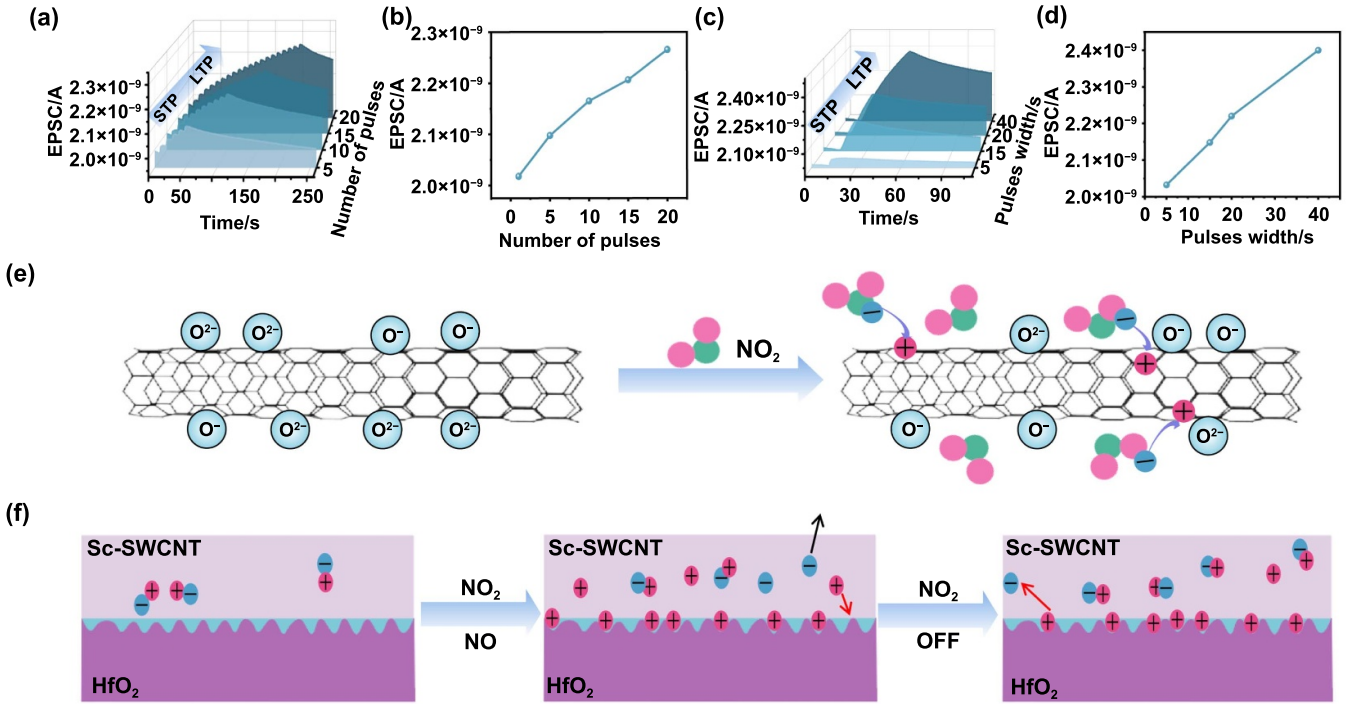 (a)
EPSC/A
2.3×10⁻⁹
2.2×10⁻⁹
2.1×10⁻⁹
2.0×10⁻⁹
STP
LTP
0
50
150
250
Time/s
5
10
15
20
Number of pulses
(b)
EPSC/A
2.3×10⁻⁹
2.2×10⁻⁹
2.1×10⁻⁹
2.0×10⁻⁹
0
5
10
15
20
Number of pulses
(c)
EPSC/A
2.40×10⁻⁹
2.25×10⁻⁹
2.10×10⁻⁹
STP
LTP
0
30
60
90
Time/s
5
15
20
40
Pulses width/s
(d)
EPSC/A
2.4×10⁻⁹
2.3×10⁻⁹
2.2×10⁻⁹
2.1×10⁻⁹
2.0×10⁻⁹
0
5
10
20
30
40
Pulses width/s
(e)
O²⁻
O²⁻
O⁻
O⁻
O⁻
O²⁻
O²⁻
O²⁻
NO₂
−
+
O²⁻
−
+
O⁻
O⁻
O⁻
O⁻
+
−
O²⁻
(f)
Sc-SWCNT
HfO₂
NO₂
NO
Sc-SWCNT
HfO₂
NO₂
OFF
Sc-SWCNT
HfO₂